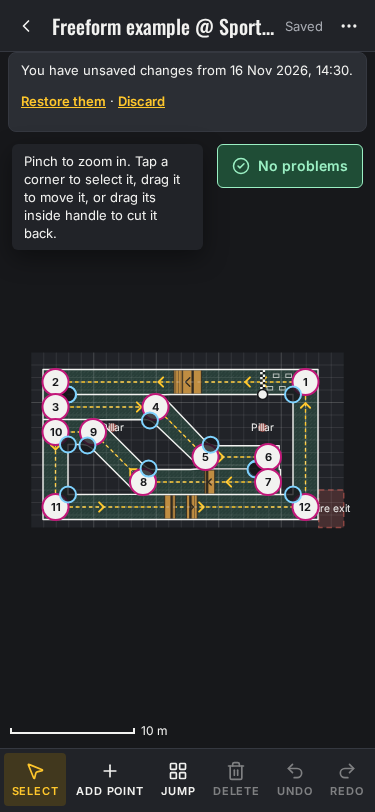 Freeform example @ Sport... Saved
You have unsaved changes from 16 Nov 2026, 14:30.
Restore them · Discard
Pinch to zoom in. Tap a
corner to select it, drag it
to move it, or drag its
inside handle to cut it
back.
No problems
2 1
3 4
10 9 Pillar
5 6
8 7
11 12
exit
10 m
SELECT ADD POINT JUMP DELETE UNDO REDO